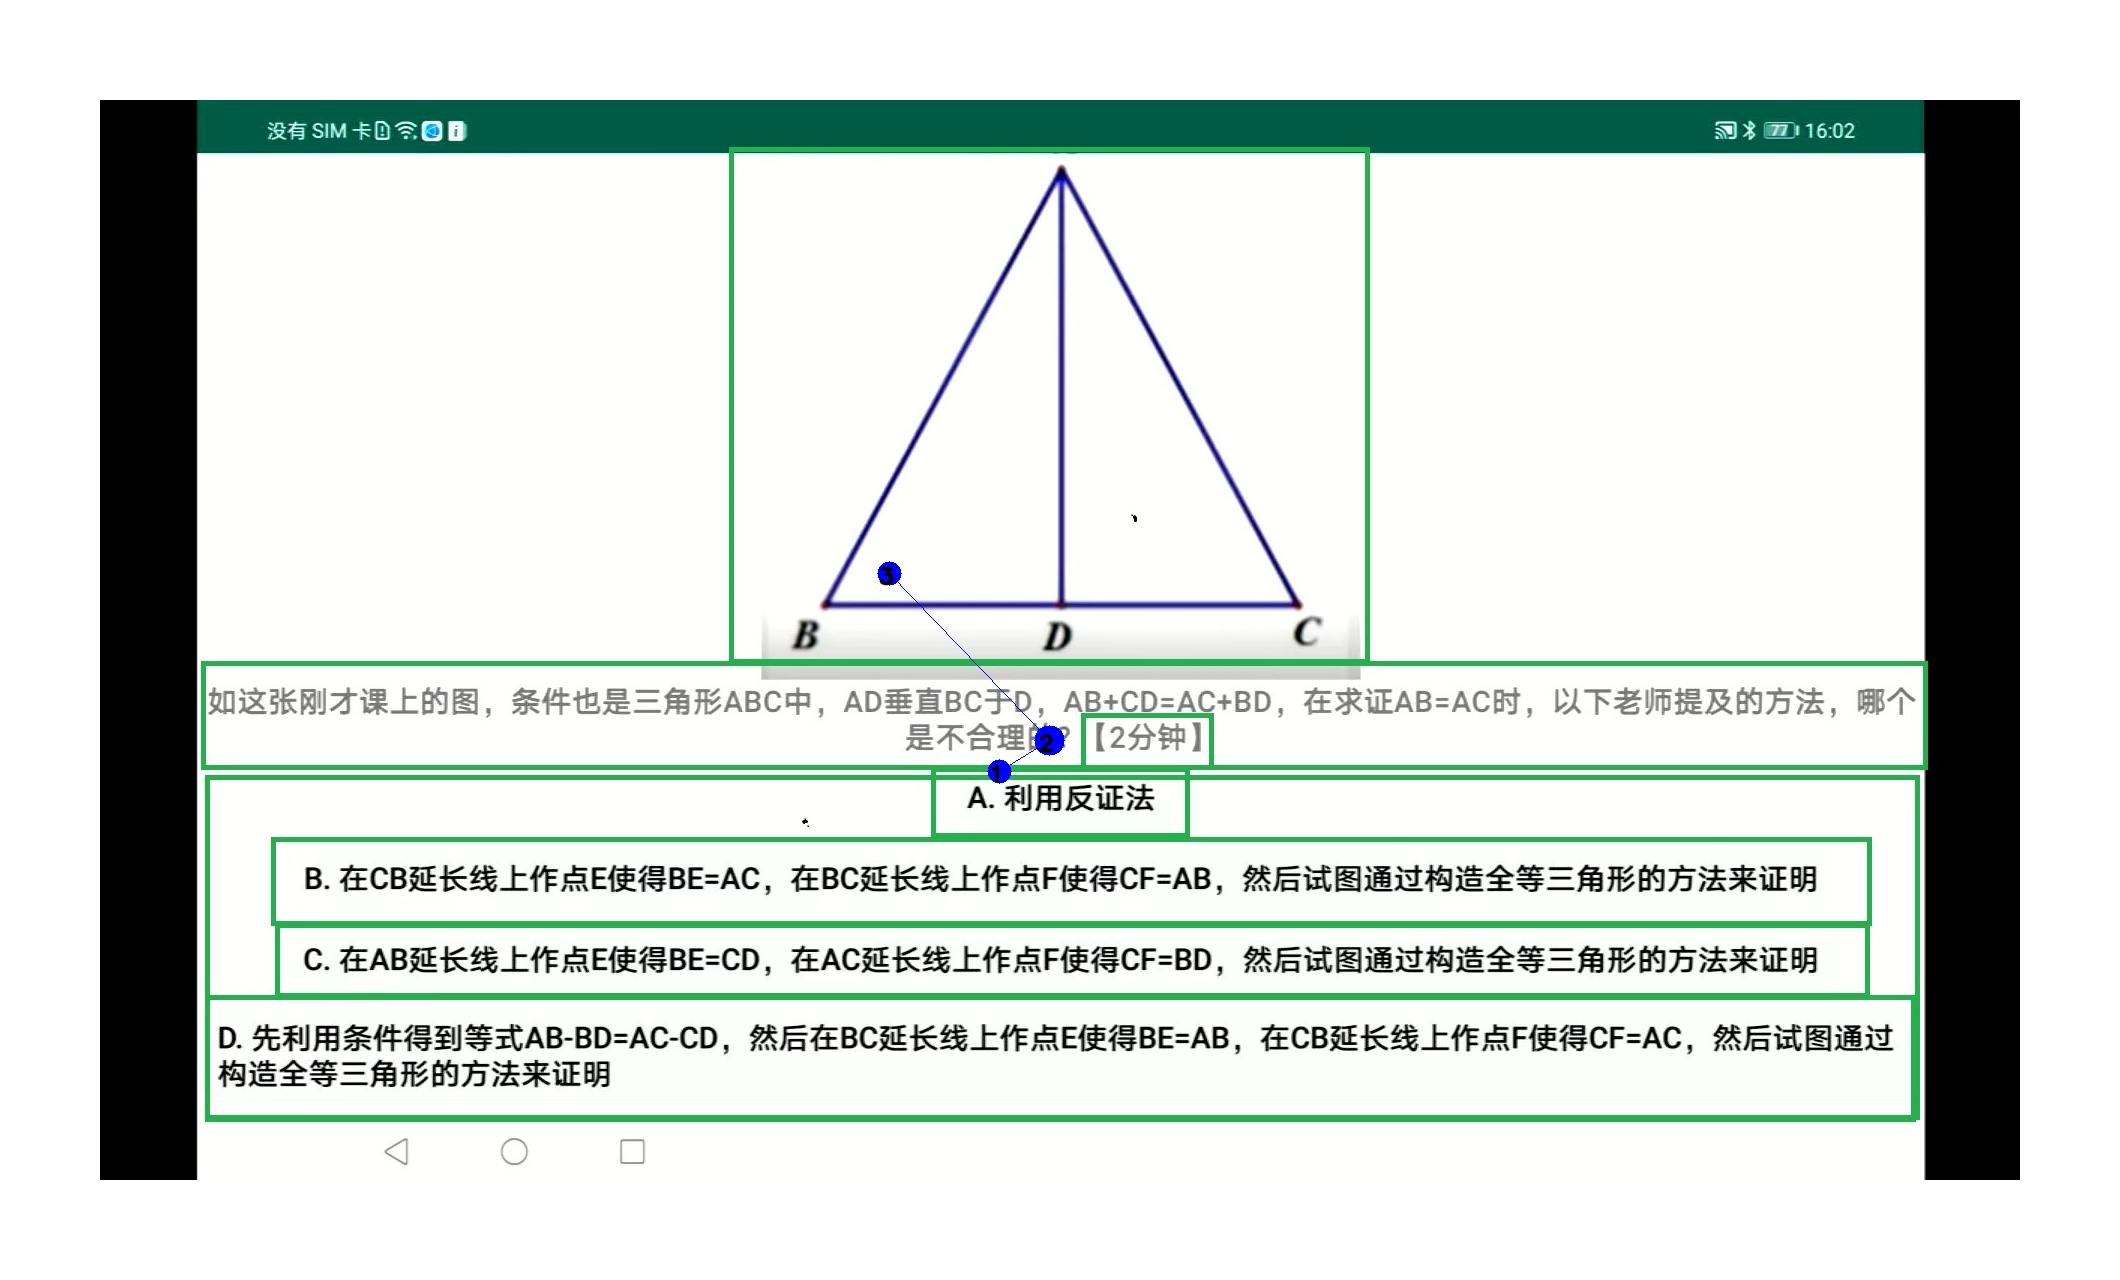 没有 SIM 卡
77 16:02
B D C
如这张刚才课上的图，条件也是三角形ABC中，AD垂直BC于D，AB+CD=AC+BD，在求证AB=AC时，以下老师提及的方法，哪个
是不合理的？【2分钟】
A. 利用反证法
B. 在CB延长线上作点E使得BE=AC，在BC延长线上作点F使得CF=AB，然后试图通过构造全等三角形的方法来证明
C. 在AB延长线上作点E使得BE=CD，在AC延长线上作点F使得CF=BD，然后试图通过构造全等三角形的方法来证明
D. 先利用条件得到等式AB-BD=AC-CD，然后在BC延长线上作点E使得BE=AB，在CB延长线上作点F使得CF=AC，然后试图通过
构造全等三角形的方法来证明
3
2
1